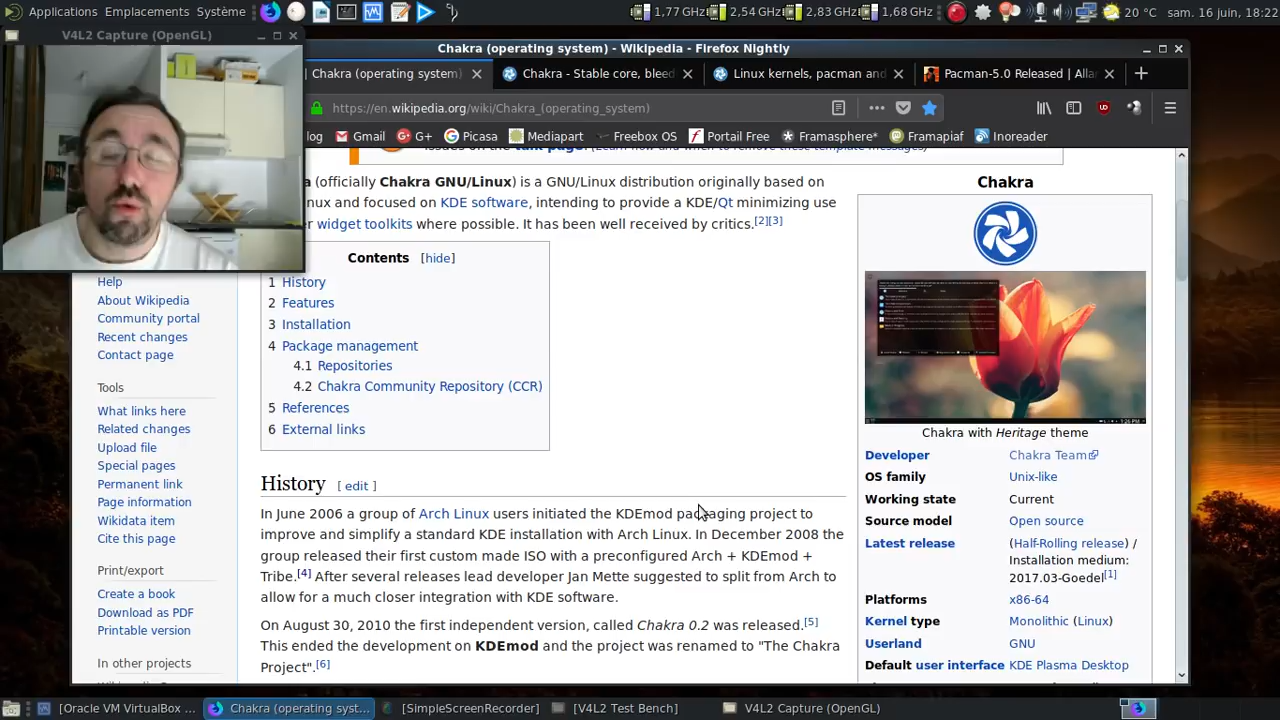 Applications Emplacements Système 1,77 GHz 2,54 GHz 2,83 GHz 1,68 GHz 20 °C sam. 16 juin, 18:22
V4L2 Capture (OpenGL)
Chakra (operating system) - Wikipedia - Firefox Nightly
Chakra (operating system) Chakra - Stable core, bleed Linux kernels, pacman and Pacman-5.0 Released | Allan
https://en.wikipedia.org/wiki/Chakra_(operating_system)
log Gmail G+ Picasa Mediapart Freebox OS Portail Free Framasphere* Framapiaf Inoreader
issues on the talk page. (Learn how and when to remove these template messages)
(officially Chakra GNU/Linux) is a GNU/Linux distribution originally based on
and focused on KDE software, intending to provide a KDE/Qt minimizing use
widget toolkits where possible. It has been well received by critics.[2][3]
Contents [hide]
1 History
2 Features
3 Installation
4 Package management
4.1 Repositories
4.2 Chakra Community Repository (CCR)
5 References
6 External links
History [ edit ]
In June 2006 a group of Arch Linux users initiated the KDEmod packaging project to
improve and simplify a standard KDE installation with Arch Linux. In December 2008 the
group released their first custom made ISO with a preconfigured Arch + KDEmod +
Tribe.[4] After several releases lead developer Jan Mette suggested to split from Arch to
allow for a much closer integration with KDE software.
On August 30, 2010 the first independent version, called Chakra 0.2 was released.[5]
This ended the development on KDEmod and the project was renamed to "The Chakra
Project".[6]
Help
About Wikipedia
Community portal
Recent changes
Contact page
Tools
What links here
Related changes
Upload file
Special pages
Permanent link
Page information
Wikidata item
Cite this page
Print/export
Create a book
Download as PDF
Printable version
In other projects
Chakra
Chakra with Heritage theme
Developer Chakra Team
OS family Unix-like
Working state Current
Source model Open source
Latest release (Half-Rolling release) /
Installation medium:
2017.03-Goedel[1]
Platforms x86-64
Kernel type Monolithic (Linux)
Userland GNU
Default user interface KDE Plasma Desktop
[Oracle VM VirtualBox ... Chakra (operating syst... [SimpleScreenRecorder] [V4L2 Test Bench] V4L2 Capture (OpenGL)